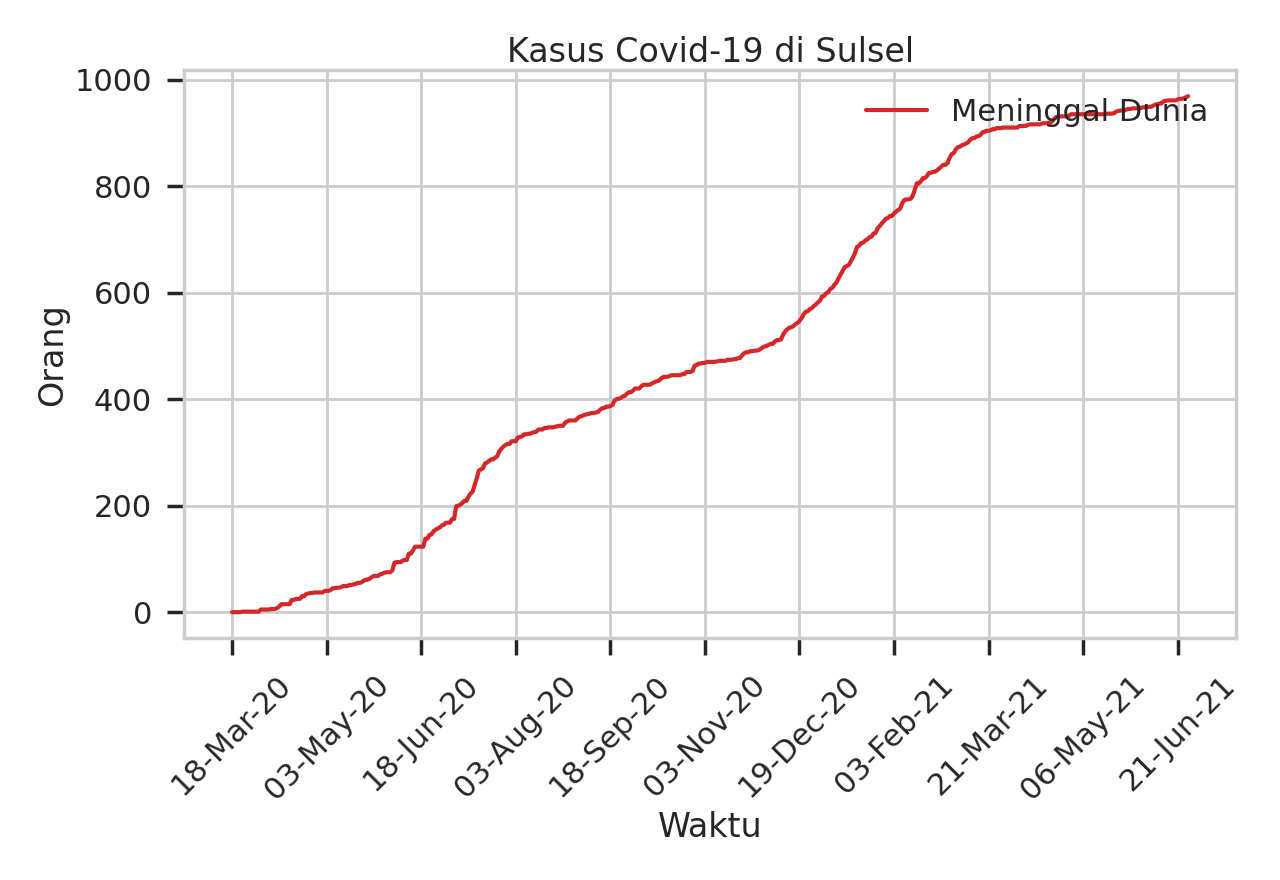 Kasus Covid-19 di Sulsel
Meninggal Dunia
Orang
1000
800
600
400
200
0
18-Mar-20
03-May-20
18-Jun-20
03-Aug-20
18-Sep-20
03-Nov-20
19-Dec-20
03-Feb-21
21-Mar-21
06-May-21
21-Jun-21
Waktu